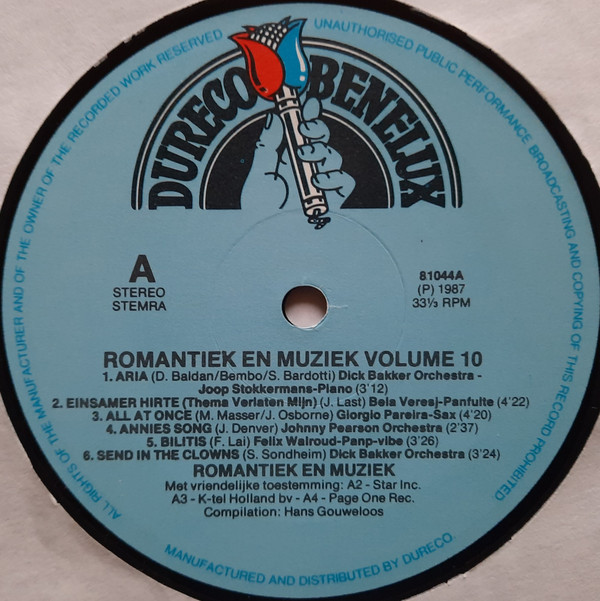 ALL RIGHTS OF THE MANUFACTURER AND OF THE OWNER OF THE RECORDED WORK RESERVED
UNAUTHORISED PUBLIC PERFORMANCE BROADCASTING AND COPYING OF THIS RECORD PROHIBITED
DURECO BENELUX
A
STEREO
STEMRA
81044A
(P) 1987
33⅓ RPM
ROMANTIEK EN MUZIEK VOLUME 10
1. ARIA (D. Baldan/Bembo/S. Bardotti) Dick Bakker Orchestra -
Joop Stokkermans-Piano (3'12)
2. EINSAMER HIRTE (Thema Verlaten Mijn) (J. Last) Bela Veresj-Panfulte (4'22)
3. ALL AT ONCE (M. Masser/J. Osborne) Giorgio Pareira-Sax (4'20)
4. ANNIES SONG (J. Denver) Johnny Pearson Orchestra (2'37)
5. BILITIS (F. Lai) Felix Walroud-Panp-vibe (3'26)
6. SEND IN THE CLOWNS (S. Sondheim) Dick Bakker Orchestra (3'24)
ROMANTIEK EN MUZIEK
Met vriendelijke toestemming: A2 - Star Inc.
A3 - K-tel Holland bv - A4 - Page One Rec.
Compilation: Hans Gouweloos
MANUFACTURED AND DISTRIBUTED BY DURECO